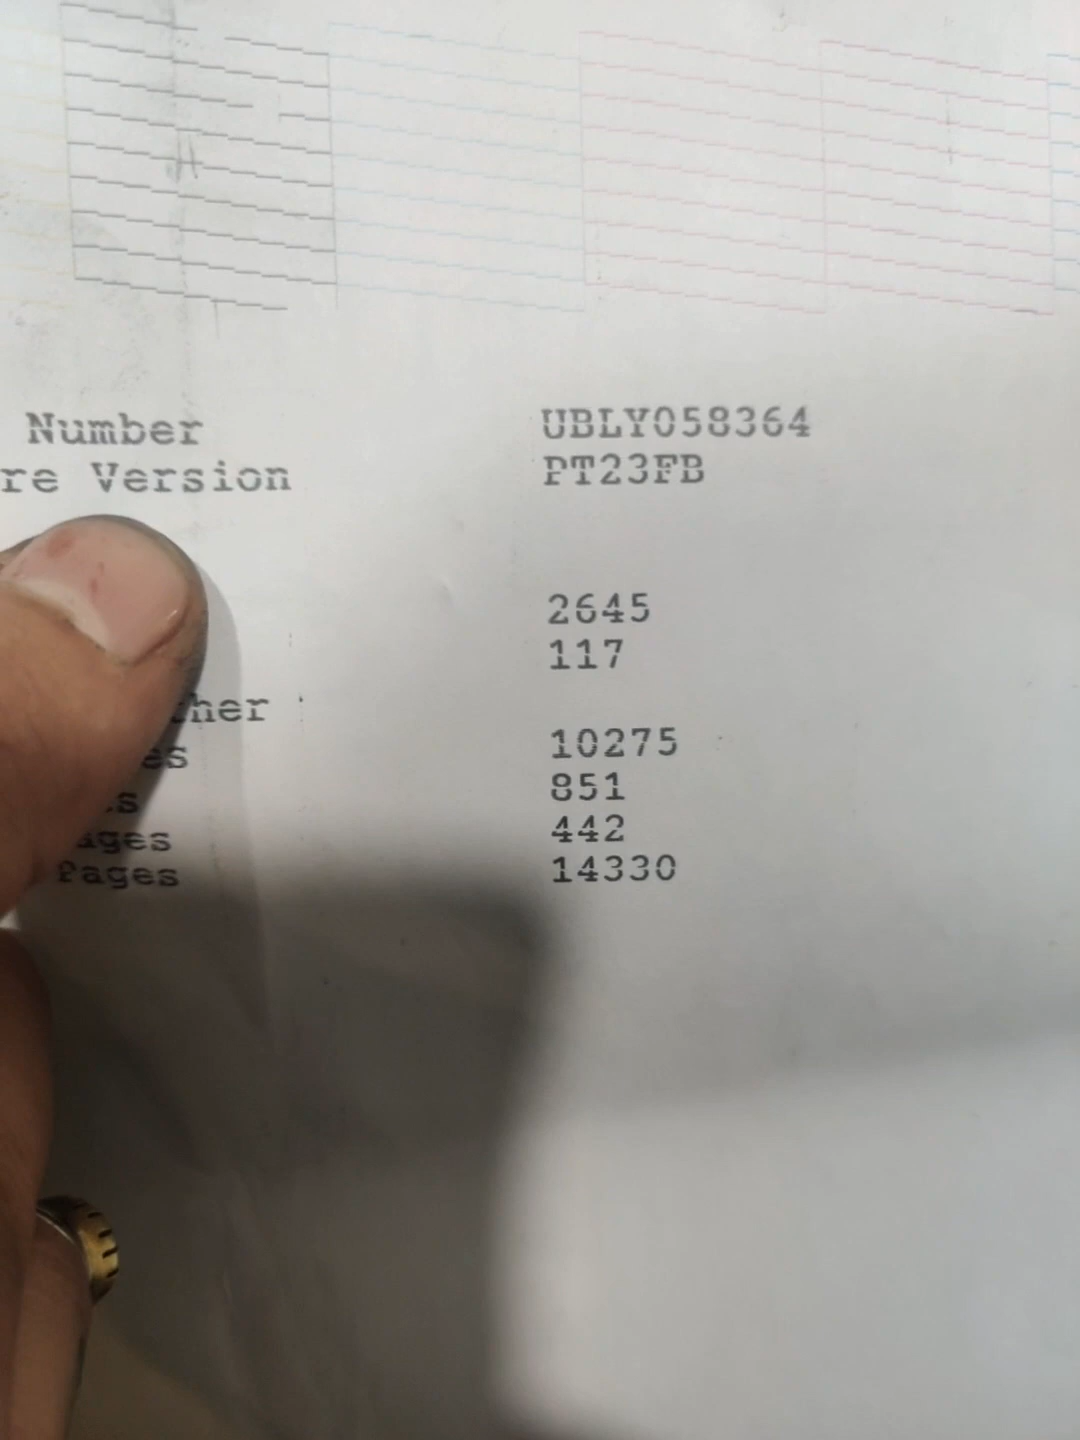 Number UBLY058364
re Version PT23FB
2645
117
her
es 10275
s 851
ages 442
Pages 14330